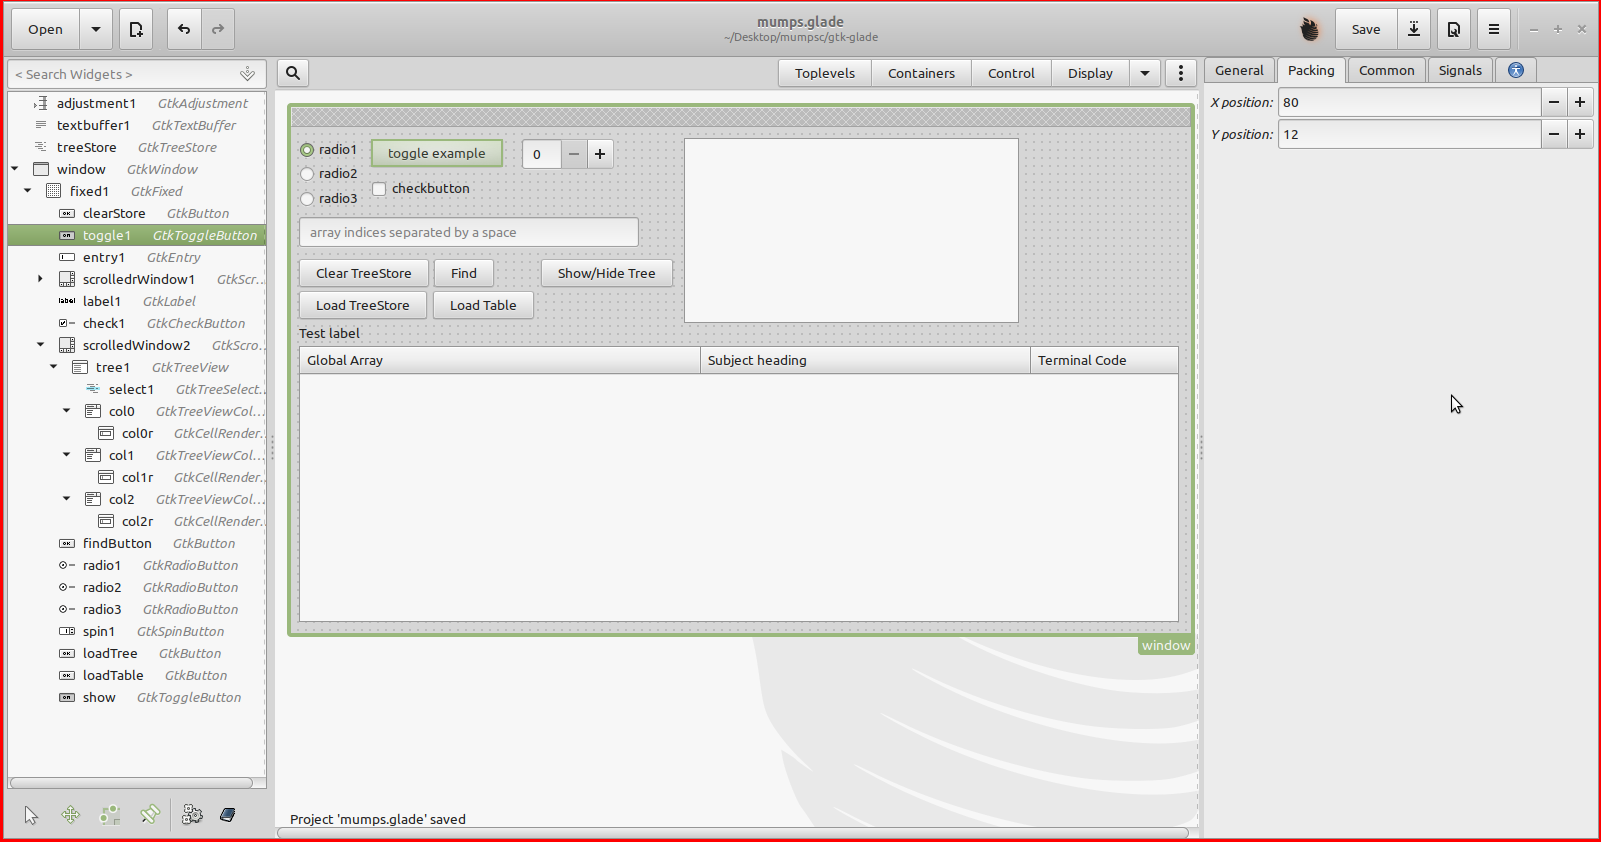 Open
mumps.glade
~/Desktop/mumpsc/gtk-glade
Save
< Search Widgets >
Toplevels Containers Control Display
General Packing Common Signals
adjustment1 GtkAdjustment
textbuffer1 GtkTextBuffer
treeStore GtkTreeStore
window GtkWindow
fixed1 GtkFixed
clearStore GtkButton
toggle1 GtkToggleButton
entry1 GtkEntry
scrolledrWindow1 GtkScr...
label1 GtkLabel
check1 GtkCheckButton
scrolledWindow2 GtkScro...
tree1 GtkTreeView
select1 GtkTreeSelect...
col0 GtkTreeViewCol...
col0r GtkCellRender...
col1 GtkTreeViewCol...
col1r GtkCellRender...
col2 GtkTreeViewCol...
col2r GtkCellRender...
findButton GtkButton
radio1 GtkRadioButton
radio2 GtkRadioButton
radio3 GtkRadioButton
spin1 GtkSpinButton
loadTree GtkButton
loadTable GtkButton
show GtkToggleButton
radio1 toggle example 0
radio2
checkbutton
radio3
array indices separated by a space
Clear TreeStore Find Show/Hide Tree
Load TreeStore Load Table
Test label
Global Array Subject heading Terminal Code
window
Project 'mumps.glade' saved
X position: 80
Y position: 12